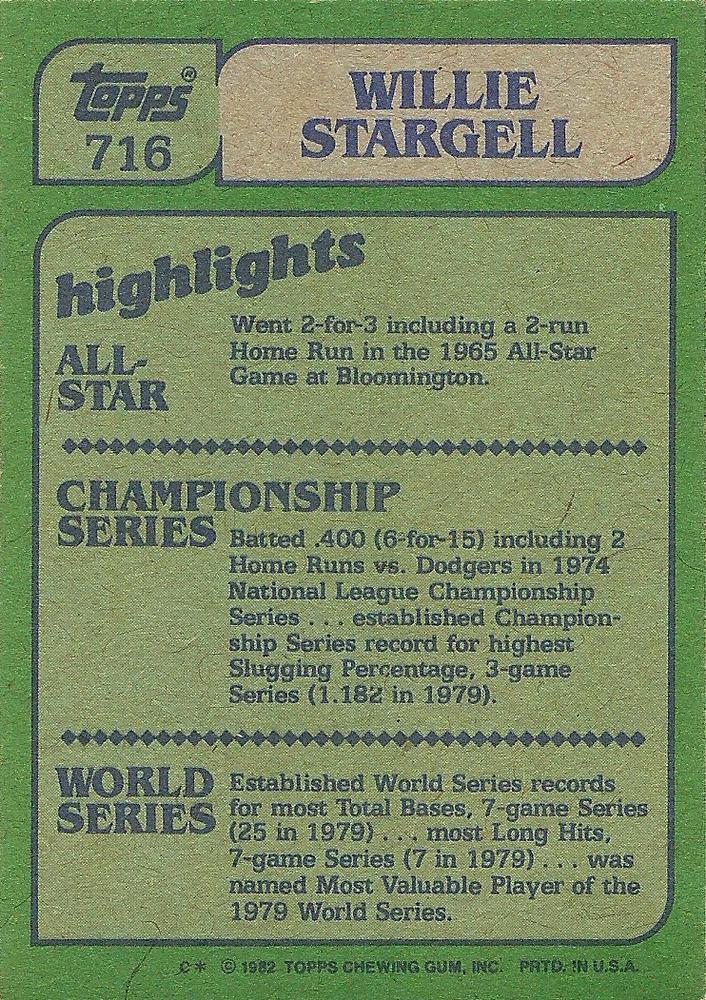 Topps®
716
WILLIE
STARGELL
highlights
ALL-
STAR
Went 2-for-3 including a 2-run
Home Run in the 1965 All-Star
Game at Bloomington.
CHAMPIONSHIP
SERIES
Batted .400 (6-for-15) including 2
Home Runs vs. Dodgers in 1974
National League Championship
Series . . . established Champion-
ship Series record for highest
Slugging Percentage, 3-game
Series (1.182 in 1979).
WORLD
SERIES
Established World Series records
for most Total Bases, 7-game Series
(25 in 1979) . . . most Long Hits,
7-game Series (7 in 1979) . . . was
named Most Valuable Player of the
1979 World Series.
C* © 1982 TOPPS CHEWING GUM, INC. PRTD. IN U.S.A.